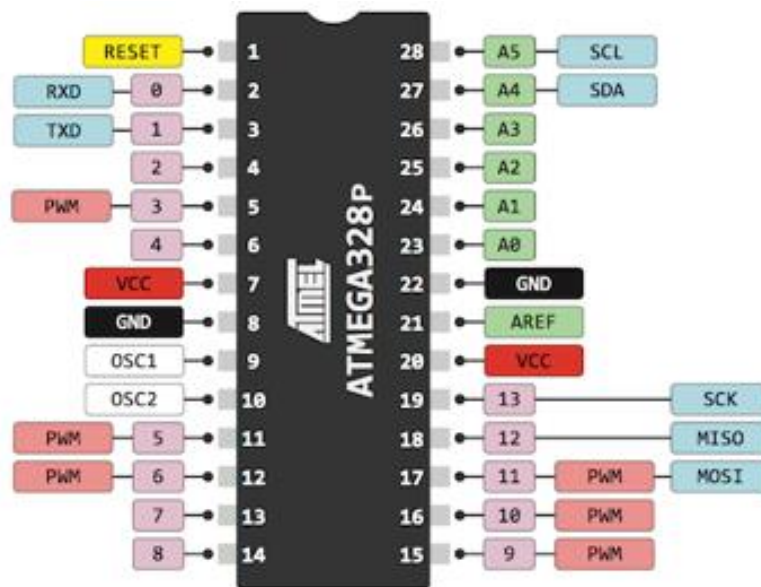 RESET 1 28 A5 SCL
RXD 0 2 27 A4 SDA
TXD 1 3 26 A3
2 4 25 A2
PWM 3 5 24 A1
4 6 23 A0
VCC 7 22 GND
GND 8 21 AREF
OSC1 9 20 VCC
OSC2 10 19 13 SCK
PWM 5 11 18 12 MISO
PWM 6 12 17 11 PWM MOSI
7 13 16 10 PWM
8 14 15 9 PWM
ATMEL
ATMEGA328P